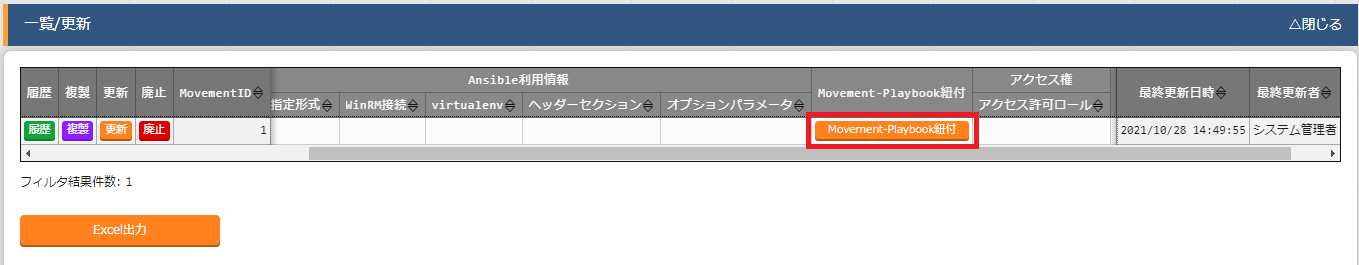 一覧/更新 △閉じる
Ansible利用情報 アクセス権
履歴 複製 更新 廃止 MovementID Movement-Playbook紐付 最終更新日時 最終更新者
指定形式 WinRM接続 virtualenv ヘッダーセクション オプションパラメータ アクセス許可ロール
履歴 複製 更新 廃止 1 Movement-Playbook紐付 2021/10/28 14:49:55 システム管理者
フィルタ結果件数: 1
Excel出力